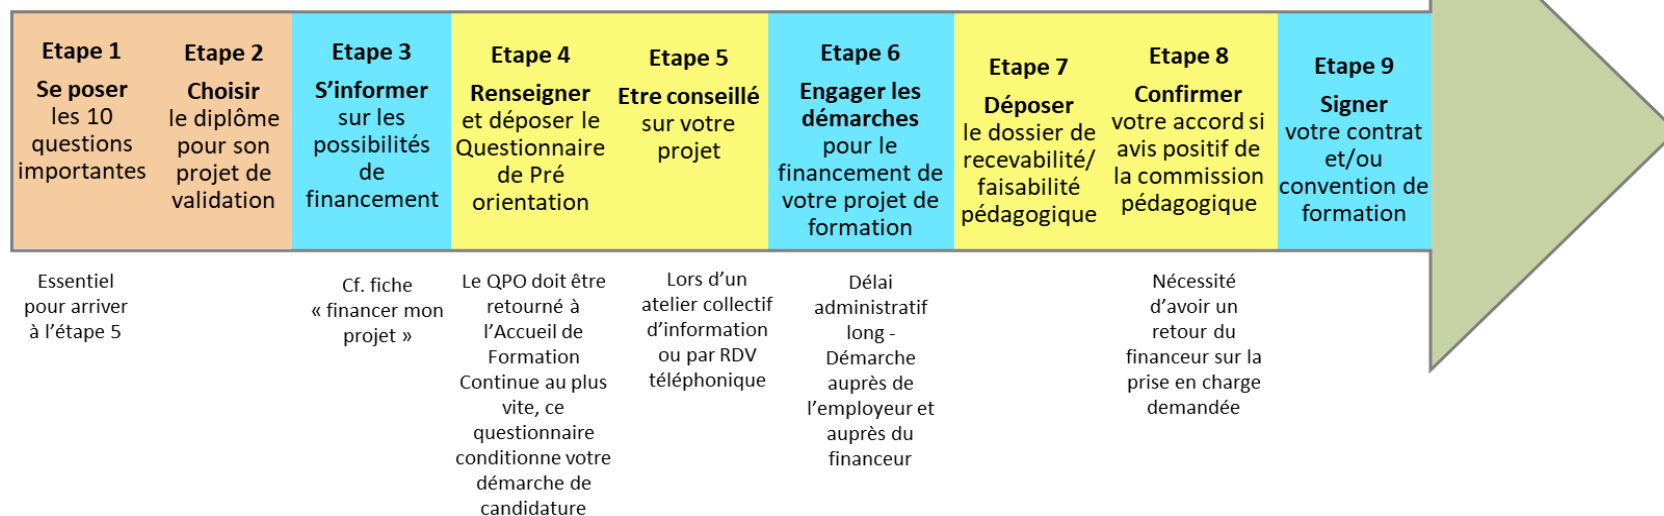 Etape 1
Se poser
les 10
questions
importantes
Etape 2
Choisir
le diplôme
pour son
projet de
validation
Etape 3
S'informer
sur les
possibilités
de
financement
Etape 4
Renseigner
et déposer le
Questionnaire
de Pré
orientation
Etape 5
Etre conseillé
sur votre
projet
Etape 6
Engager les
démarches
pour le
financement de
votre projet de
formation
Etape 7
Déposer
le dossier de
recevabilité/
faisabilité
pédagogique
Etape 8
Confirmer
votre accord si
avis positif de
la commission
pédagogique
Etape 9
Signer
votre contrat
et/ou
convention de
formation
Essentiel
pour arriver
à l'étape 5
Cf. fiche
« financer mon
projet »
Le QPO doit être
retourné à
l'Accueil de
Formation
Continue au plus
vite, ce
questionnaire
conditionne votre
démarche de
candidature
Lors d'un
atelier collectif
d'information
ou par RDV
téléphonique
Délai
administratif
long -
Démarche
auprès de
l'employeur et
auprès du
financeur
Nécessité
d'avoir un
retour du
financeur sur la
prise en charge
demandée